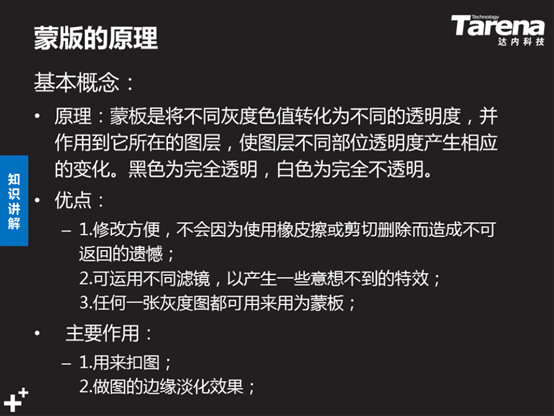 蒙版的原理
Technology
Tarena
达内科技
基本概念：
• 原理：蒙板是将不同灰度色值转化为不同的透明度，并
作用到它所在的图层，使图层不同部位透明度产生相应
的变化。黑色为完全透明，白色为完全不透明。
知识讲解
• 优点：
– 1.修改方便，不会因为使用橡皮擦或剪切删除而造成不可
返回的遗憾；
2.可运用不同滤镜，以产生一些意想不到的特效；
3.任何一张灰度图都可用来用为蒙板；
• 主要作用：
– 1.用来扣图；
2.做图的边缘淡化效果；